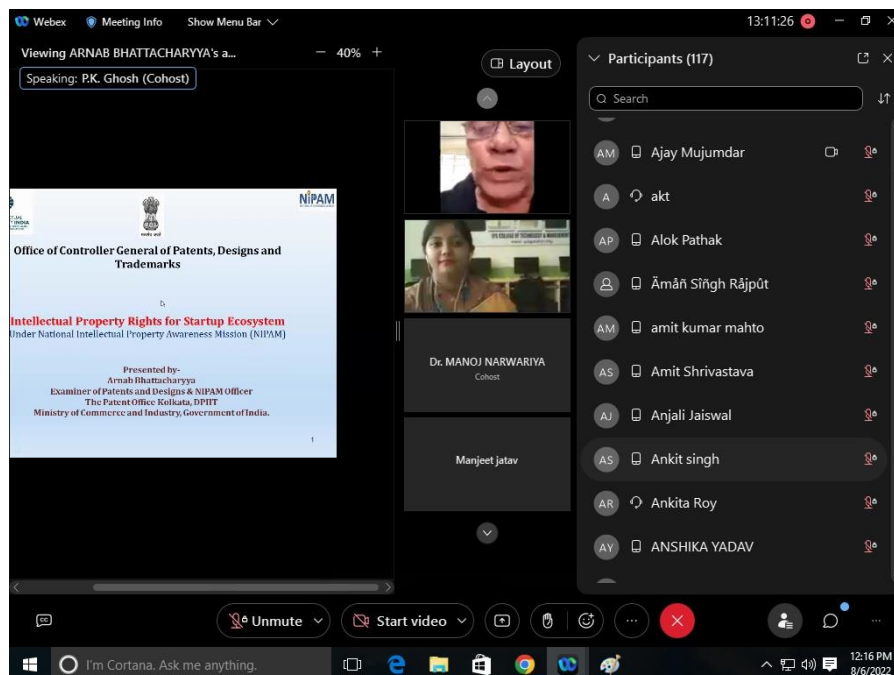 Webex
Meeting Info
Show Menu Bar
13:11:26
Viewing ARNAB BHATTACHARYYA's a...
40%
Speaking: P.K. Ghosh (Cohost)
Layout
INDIA
NIPAM
Office of Controller General of Patents, Designs and
Trademarks
Intellectual Property Rights for Startup Ecosystem
Under National Intellectual Property Awareness Mission (NIPAM)
Presented by-
Arnab Bhattacharyya
Examiner of Patents and Designs & NIPAM Officer
The Patent Office Kolkata, DPIIT
Ministry of Commerce and Industry, Government of India.
1
Dr. MANOJ NARWARIYA
Cohost
Manjeet jatav
Participants (117)
Search
AM Ajay Mujumdar
A akt
AP Alok Pathak
Ämåñ Sîñgh Råjpût
AM amit kumar mahto
AS Amit Shrivastava
AJ Anjali Jaiswal
AS Ankit singh
AR Ankita Roy
AY ANSHIKA YADAV
CC
Unmute
Start video
I'm Cortana. Ask me anything.
12:16 PM
8/6/2022